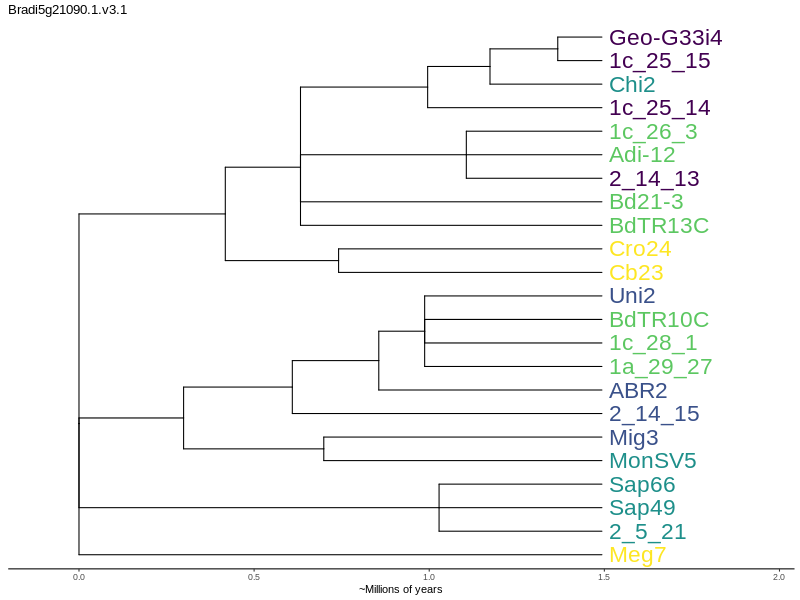 Bradi5g21090.1.v3.1
Geo-G33i4
1c_25_15
Chi2
1c_25_14
1c_26_3
Adi-12
2_14_13
Bd21-3
BdTR13C
Cro24
Cb23
Uni2
BdTR10C
1c_28_1
1a_29_27
ABR2
2_14_15
Mig3
MonSV5
Sap66
Sap49
2_5_21
Meg7
0.0 0.5 1.0 1.5 2.0
~Millions of years